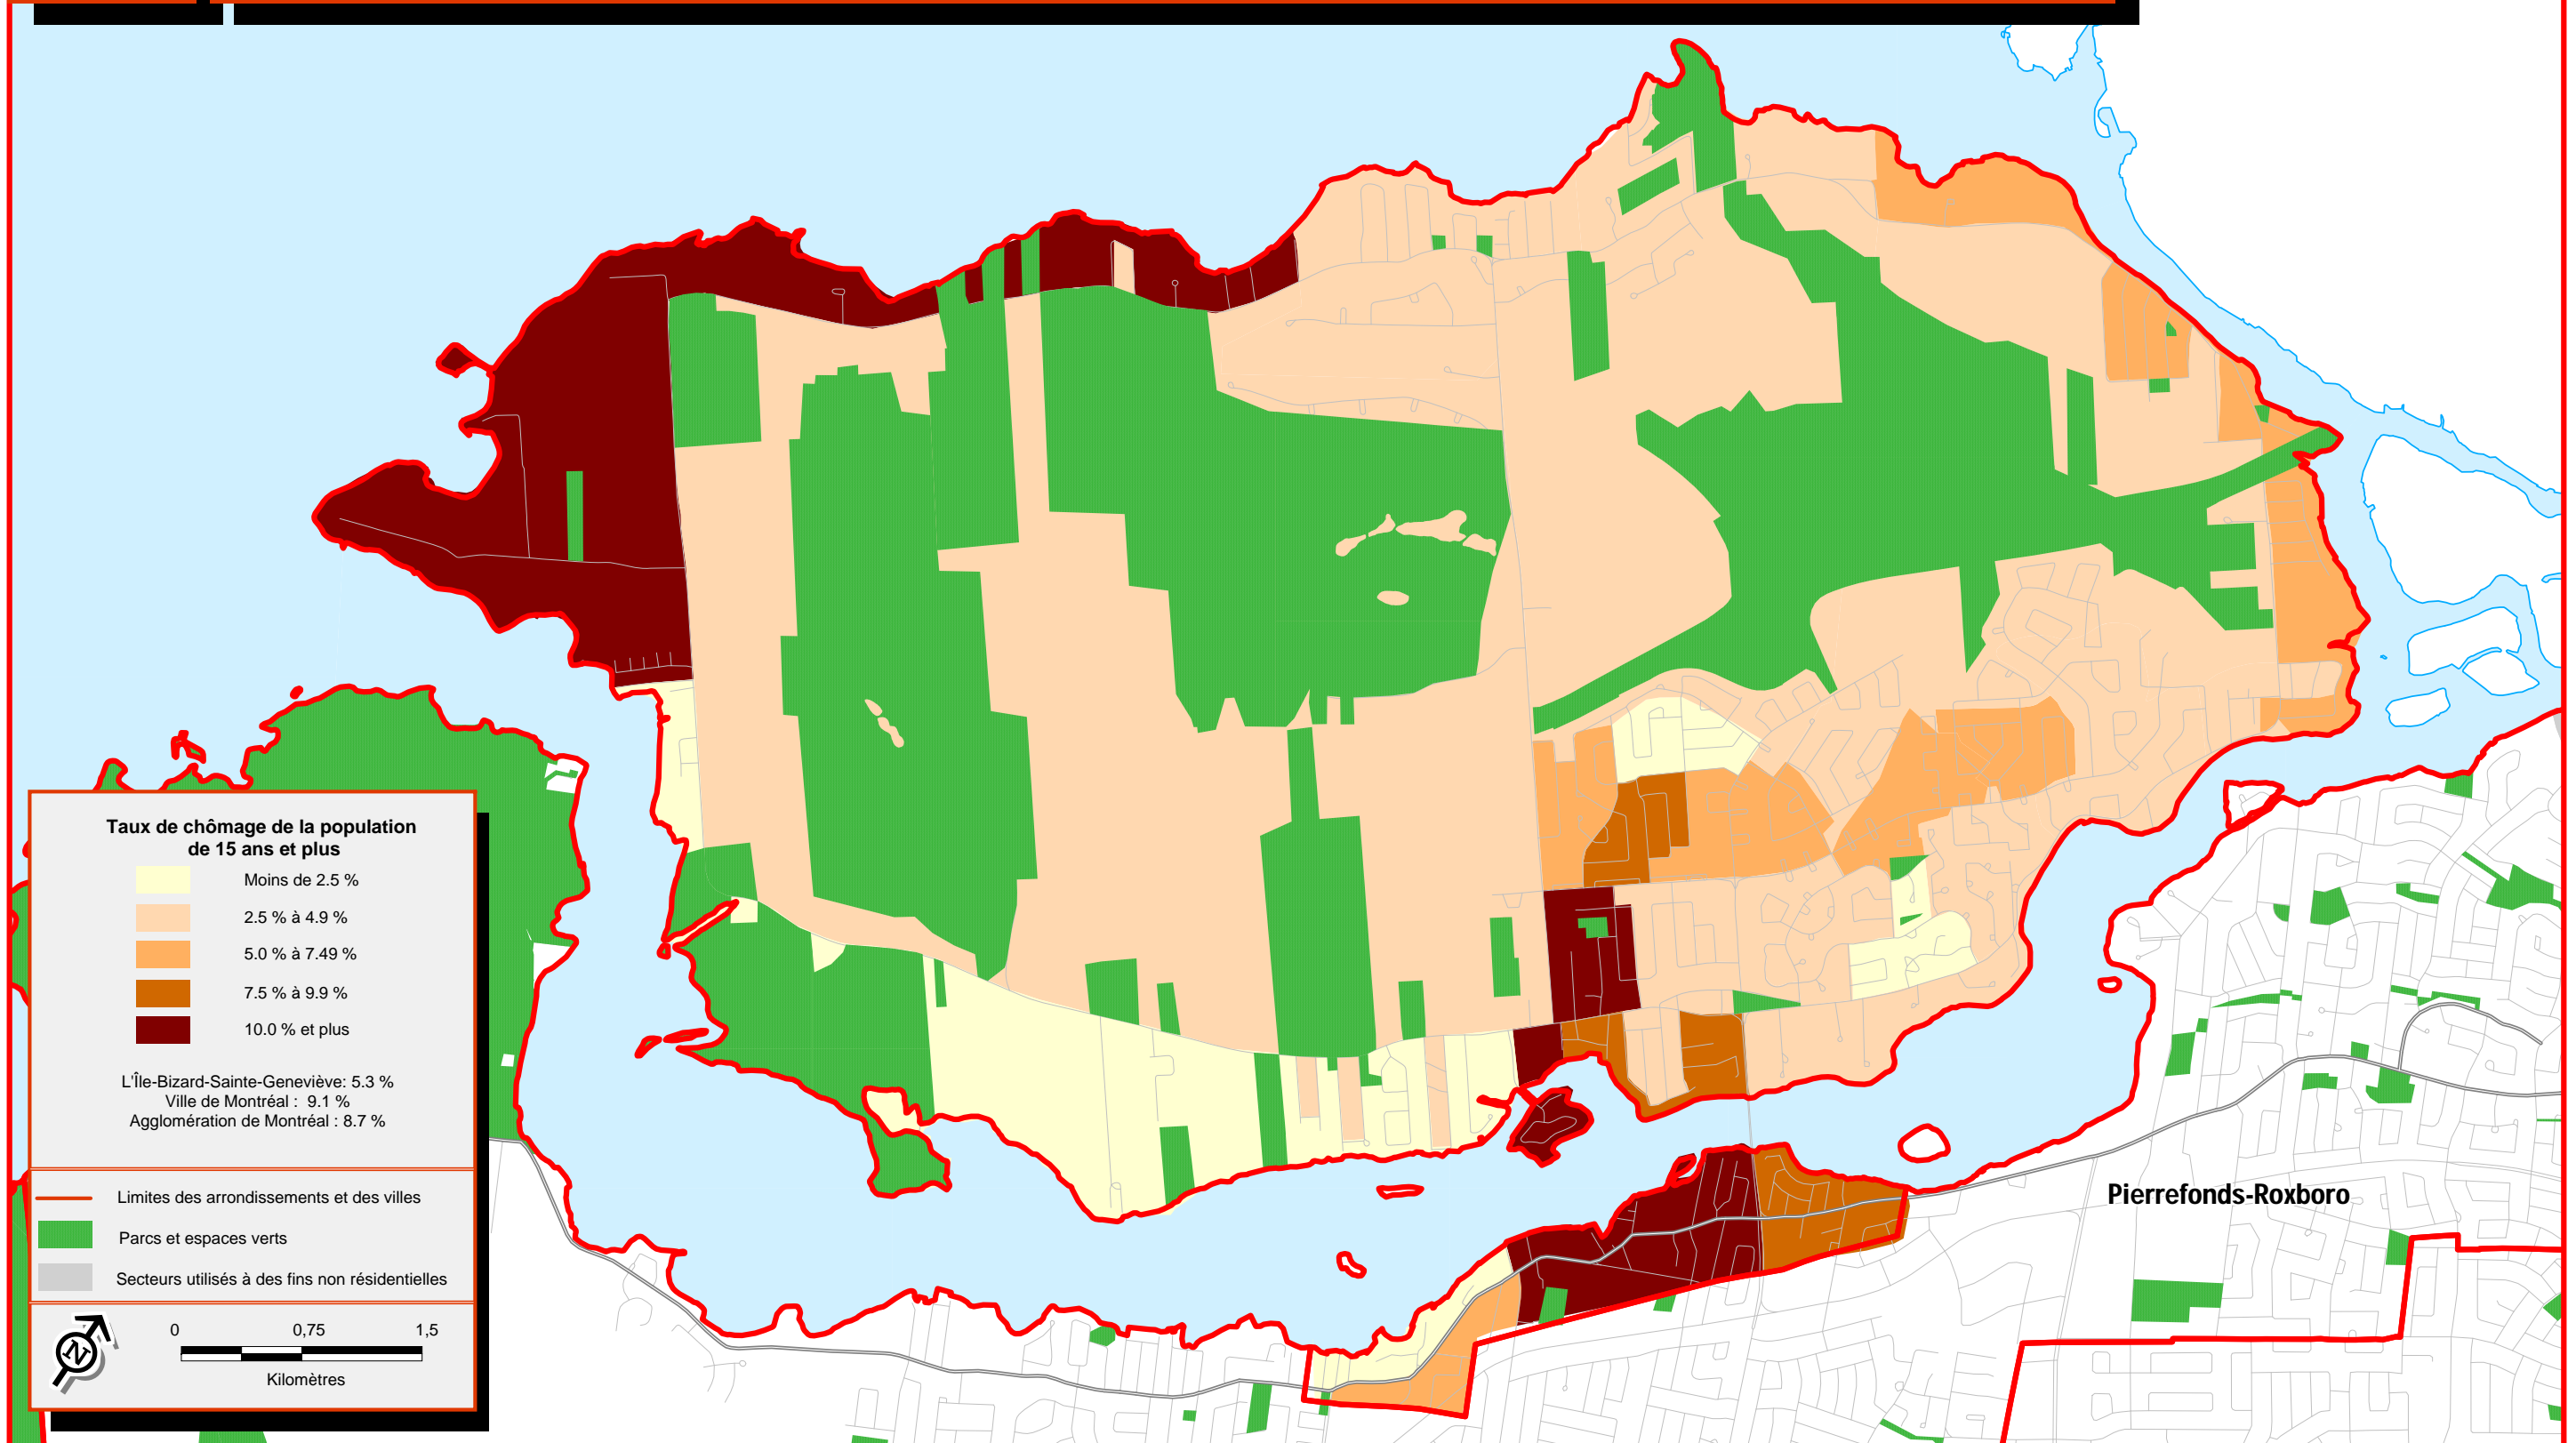 Taux de chômage de la population
de 15 ans et plus
Moins de 2.5 %
2.5 % à 4.9 %
5.0 % à 7.49 %
7.5 % à 9.9 %
10.0 % et plus
L'Île-Bizard-Sainte-Geneviève: 5.3 %
Ville de Montréal : 9.1 %
Agglomération de Montréal : 8.7 %
Limites des arrondissements et des villes
Parcs et espaces verts
Secteurs utilisés à des fins non résidentielles
N
0 0,75 1,5
Kilomètres
Pierrefonds-Roxboro